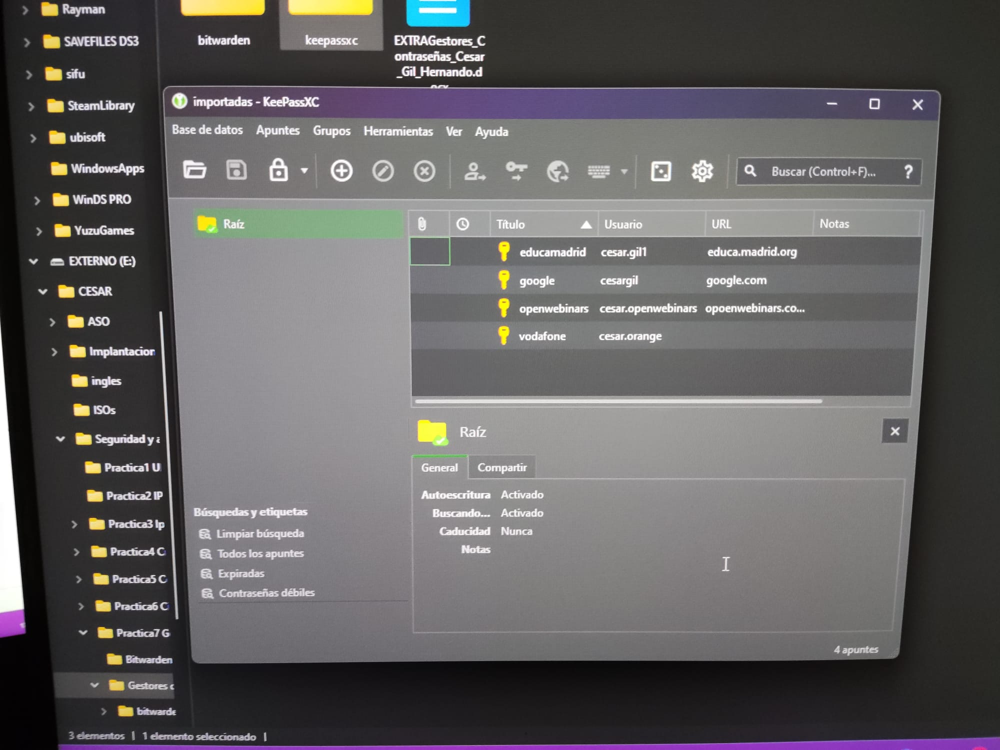 Rayman
SAVEFILES DS3
sifu
SteamLibrary
ubisoft
WindowsApps
WinDS PRO
YuzuGames
EXTERNO (E:)
CESAR
ASO
Implantacion
ingles
ISOs
Seguridad y a
Practica1 U
Practica2 IP
Practica3 Ip
Practica4 C
Practica5 C
Practica6 C
Practica7 G
Bitwarden
Gestores c
bitwarde
3 elementos | 1 elemento seleccionado |
bitwarden
keepassxc
EXTRAGestores_C
ontraseñas_Cesar
_Gil_Hernando.d
ocx
importadas - KeePassXC
Base de datos Apuntes Grupos Herramientas Ver Ayuda
Buscar (Control+F)... ?
Raíz
Título Usuario URL Notas
educamadrid cesar.gil1 educa.madrid.org
google cesargil google.com
openwebinars cesar.openwebinars opoenwebinars.co...
vodafone cesar.orange
Raíz
General Compartir
Autoescritura Activado
Buscando... Activado
Caducidad Nunca
Notas
Búsquedas y etiquetas
Limpiar búsqueda
Todos los apuntes
Expiradas
Contraseñas débiles
4 apuntes